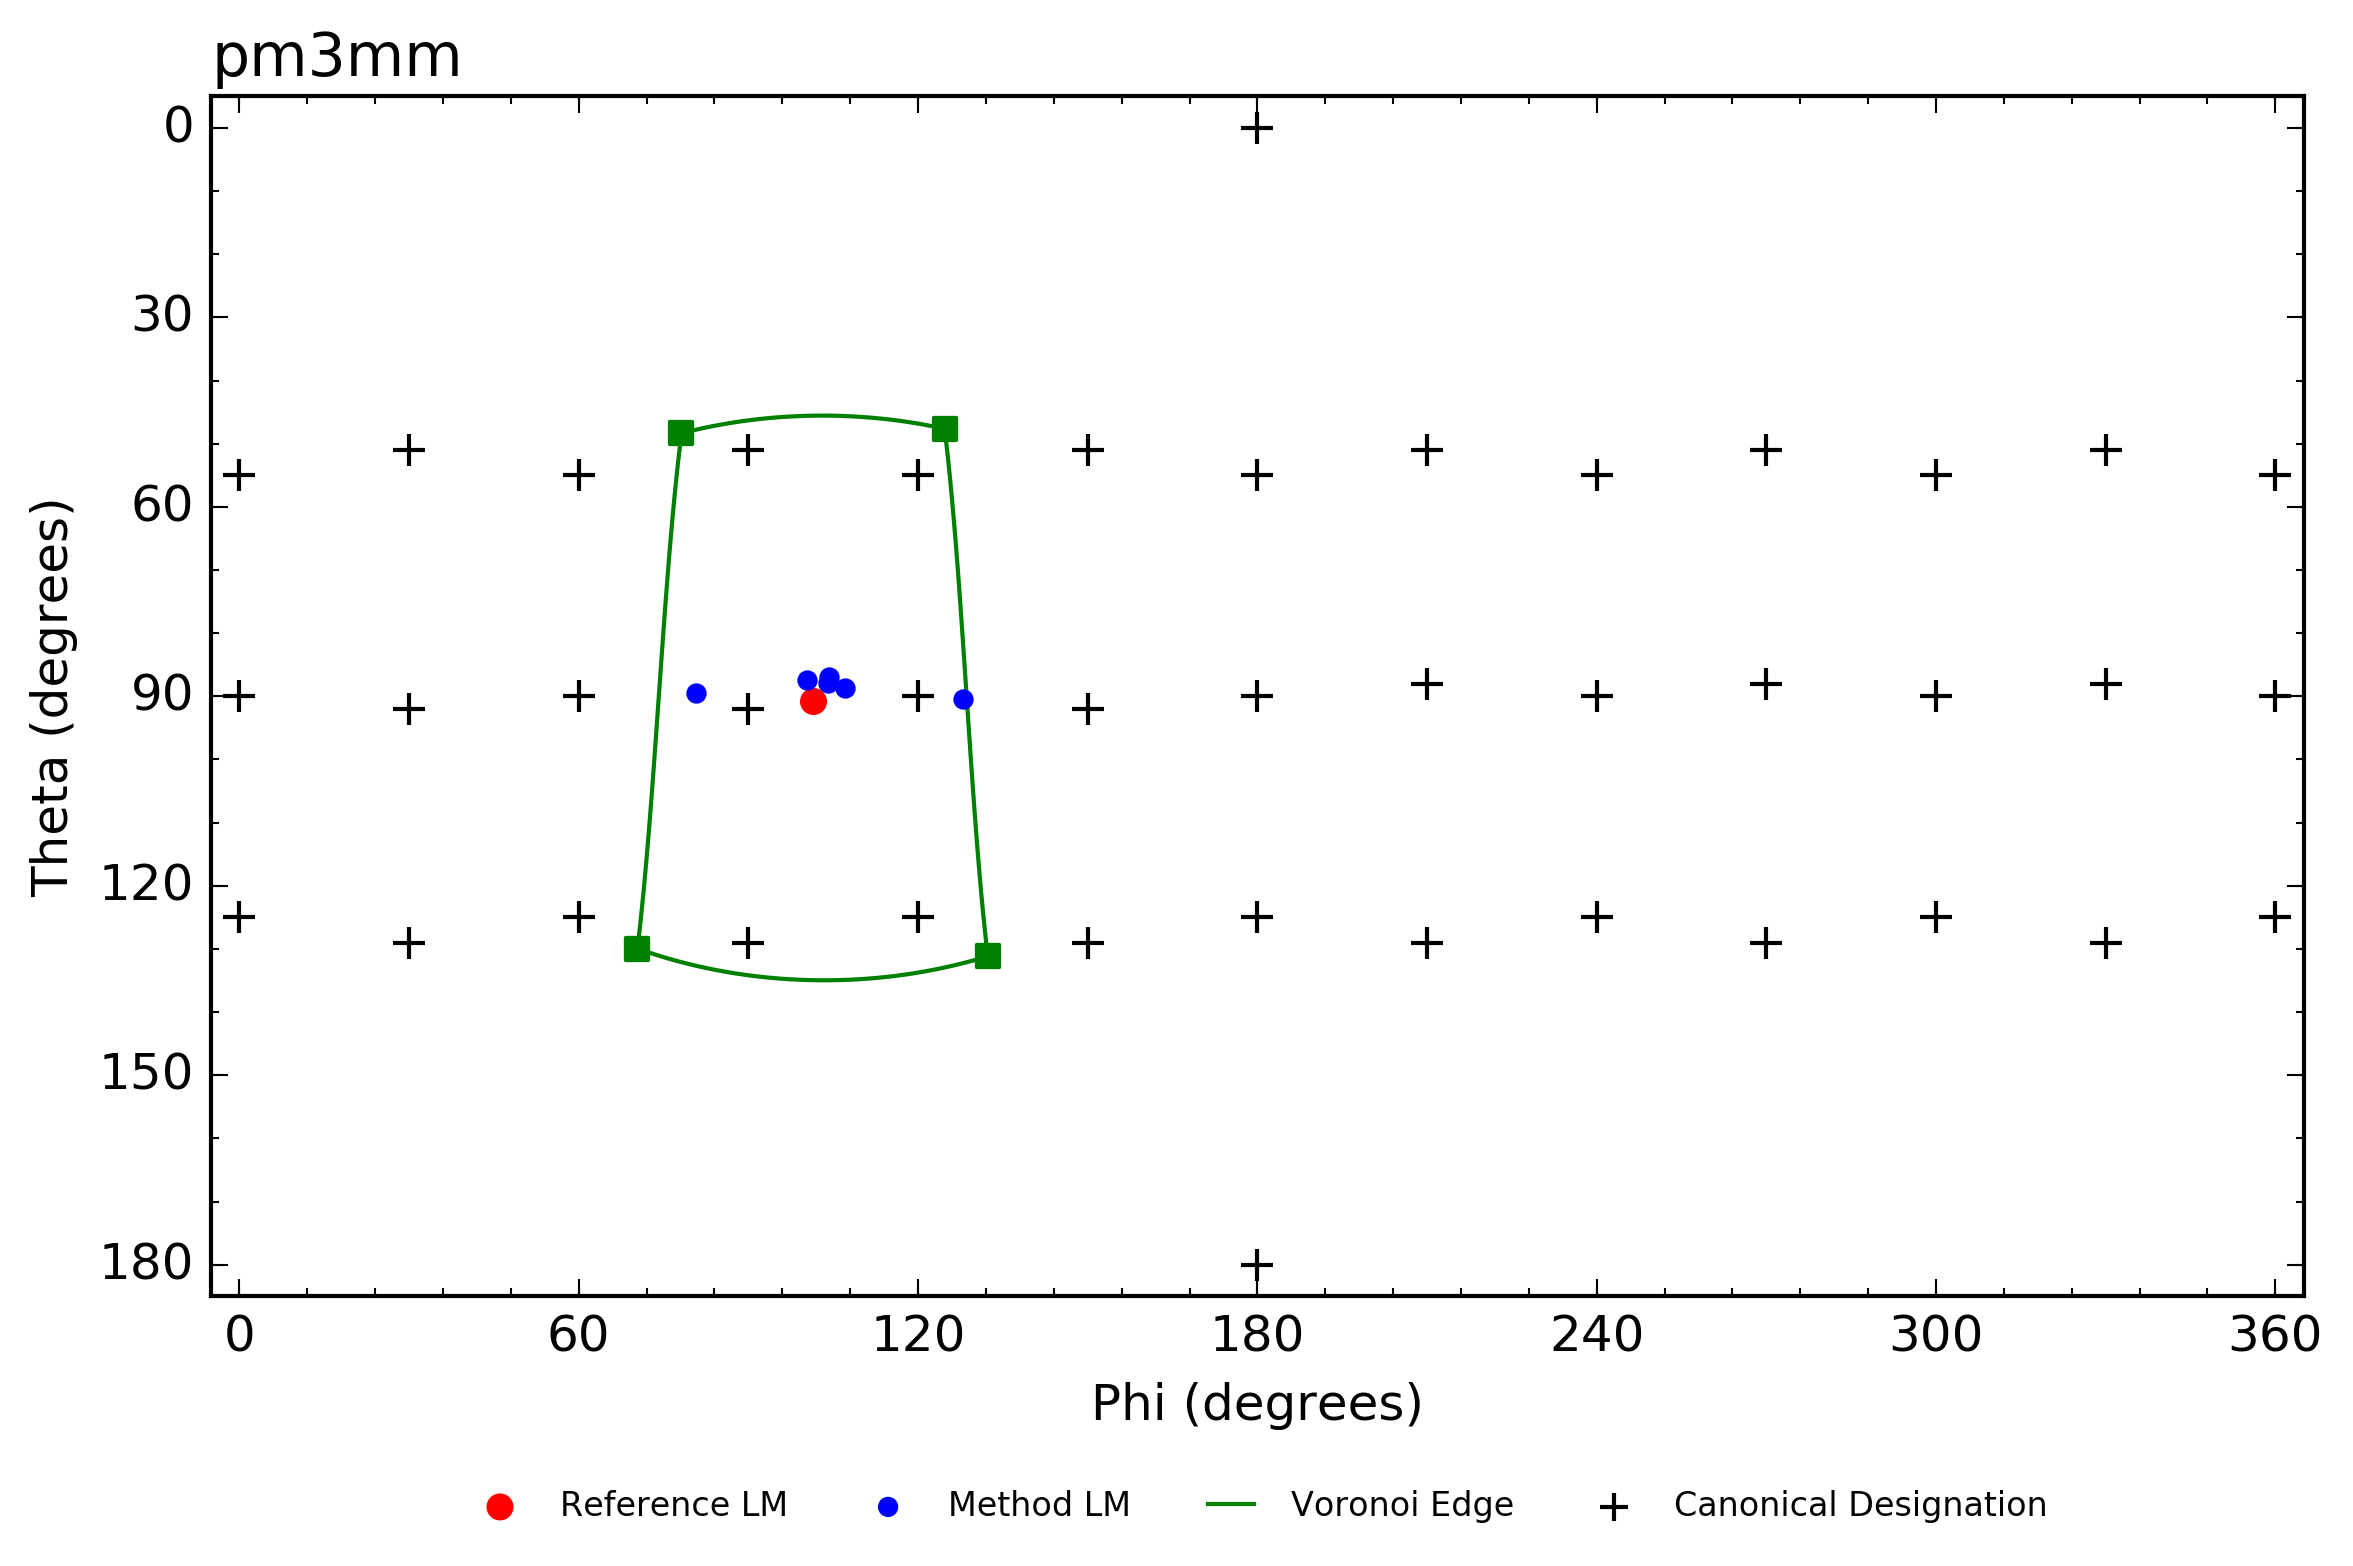 pm3mm
0
30
60
90
120
150
180
Theta (degrees)
0 60 120 180 240 300 360
Phi (degrees)
Reference LM Method LM Voronoi Edge Canonical Designation